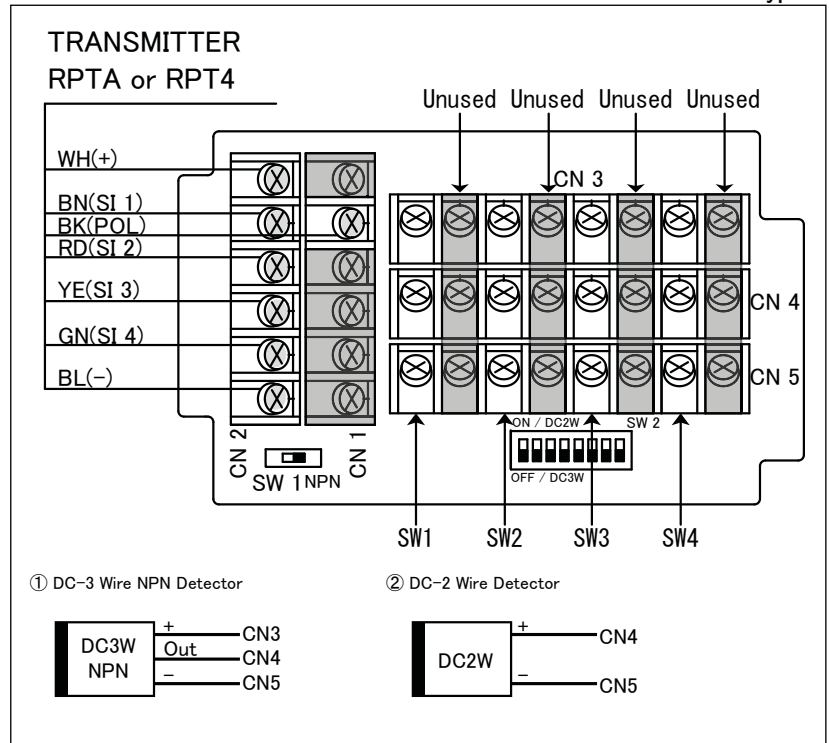 TRANSMITTER
RPTA or RPT4
Unused Unused Unused Unused
WH(+)
BN(SI 1)
BK(POL)
RD(SI 2)
YE(SI 3)
GN(SI 4)
BL(-)
CN 3
CN 4
CN 5
CN 2
CN 1
SW 1 NPN
ON / DC2W
SW 2
OFF / DC3W
SW1 SW2 SW3 SW4
① DC-3 Wire NPN Detector
DC3W
NPN
+ CN3
Out CN4
- CN5
② DC-2 Wire Detector
DC2W
+ CN4
- CN5